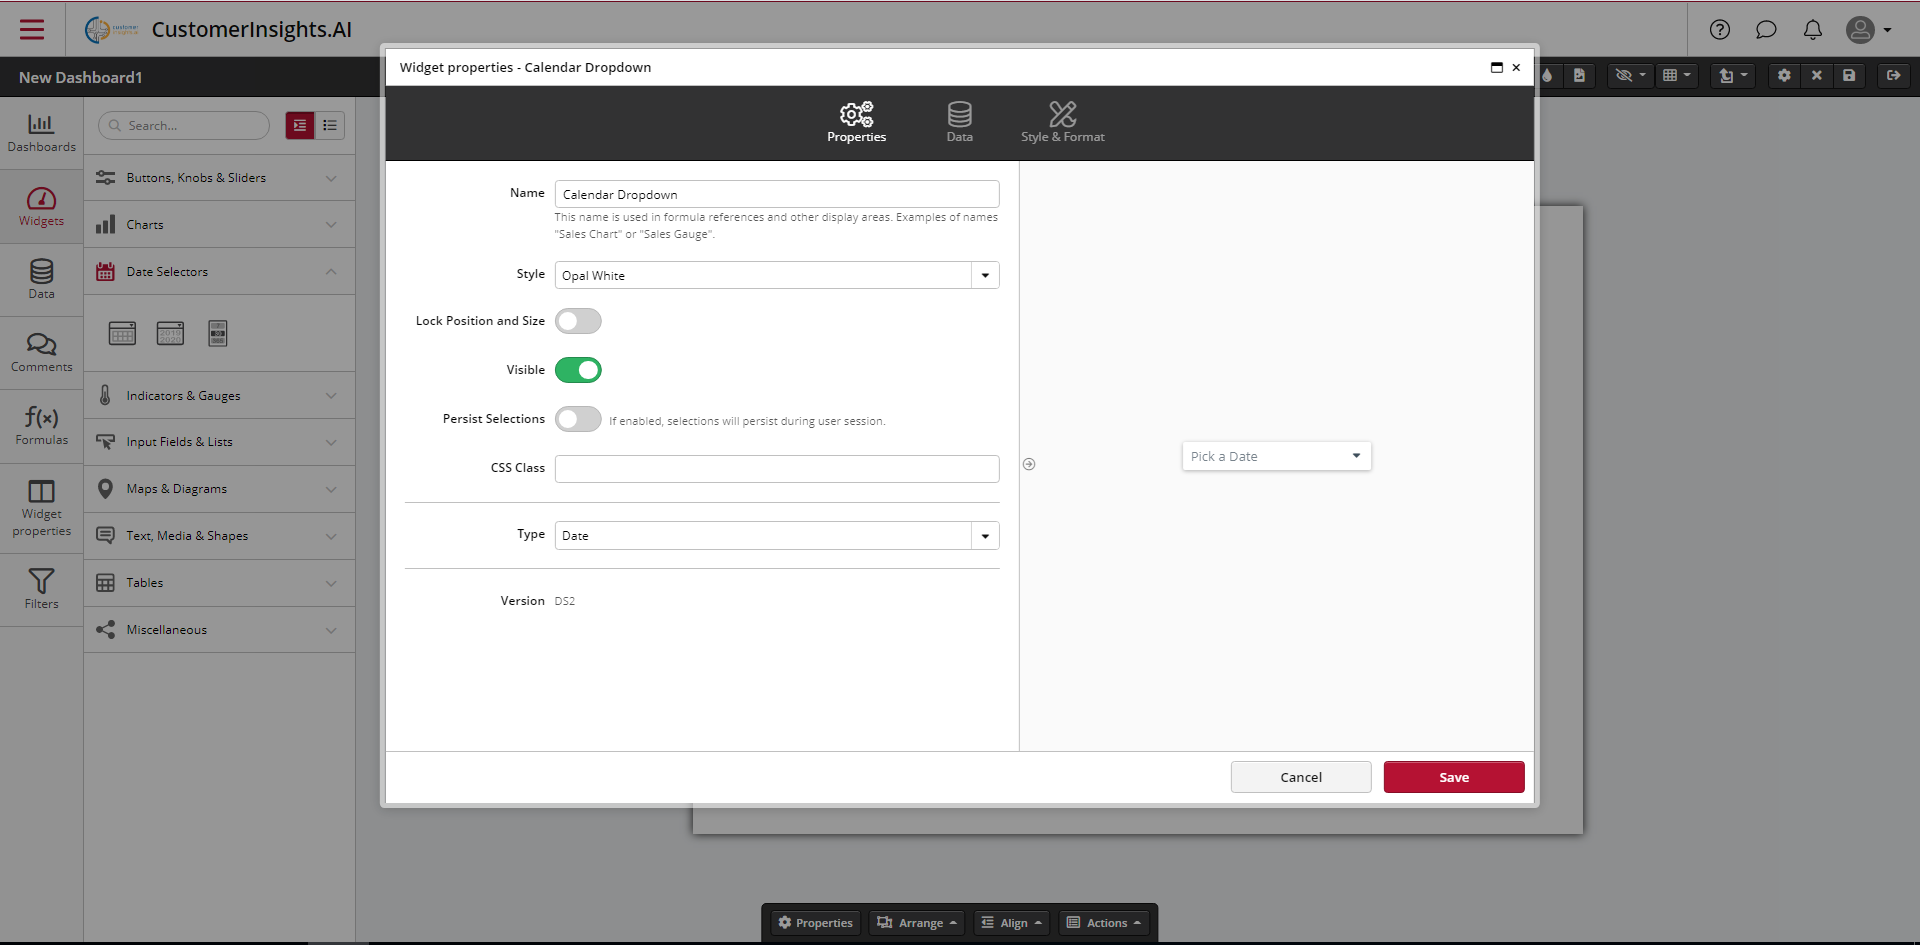 CustomerInsights.AI
New Dashboard1
Widget properties - Calendar Dropdown
Properties
Data
Style & Format
Dashboards
Widgets
Data
Comments
f(x)
Formulas
Widget
properties
Filters
Search...
Buttons, Knobs & Sliders
Charts
Date Selectors
2019
2020
Indicators & Gauges
Input Fields & Lists
Maps & Diagrams
Text, Media & Shapes
Tables
Miscellaneous
Name Calendar Dropdown
This name is used in formula references and other display areas. Examples of names
"Sales Chart" or "Sales Gauge".
Style Opal White
Lock Position and Size
Visible
Persist Selections If enabled, selections will persist during user session.
CSS Class
Type Date
Version DS2
Pick a Date
Cancel
Save
Properties Arrange Align Actions